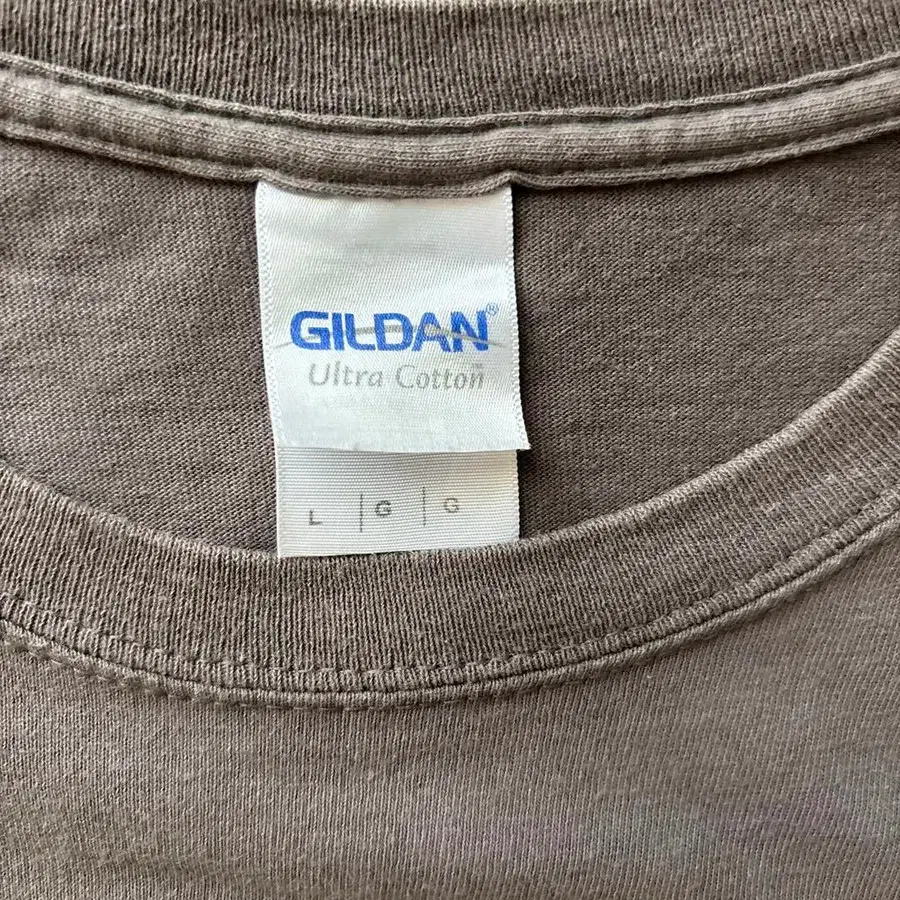 GILDAN®
Ultra Cotton
L | G | G